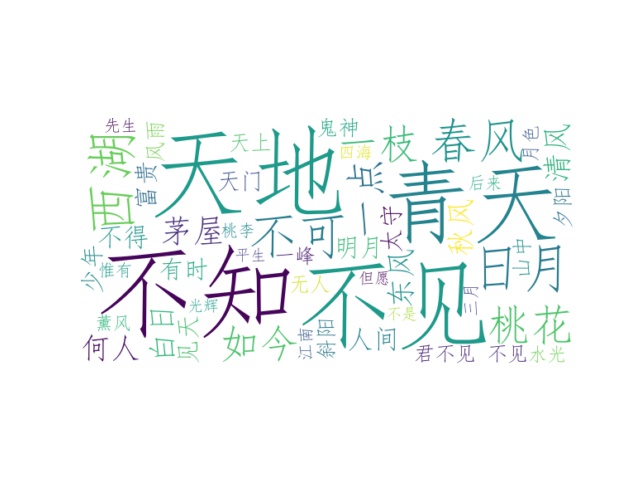 先生
风雨
西湖
富贵
少年
不得
惟有
薰风
何人
天地
天上
天门
茅屋
桃李
有时
平生
一峰
不知
光辉
白日
见天
如今
鬼神
四海
一枝
一点
不可
明月
太守
无人
但愿
东风
不是
江南
斜阳
人间
不见
春风
月色
清风
青天
后来
夕阳
秋风
日月
山中
三月
桃花
君不见
不见
水光